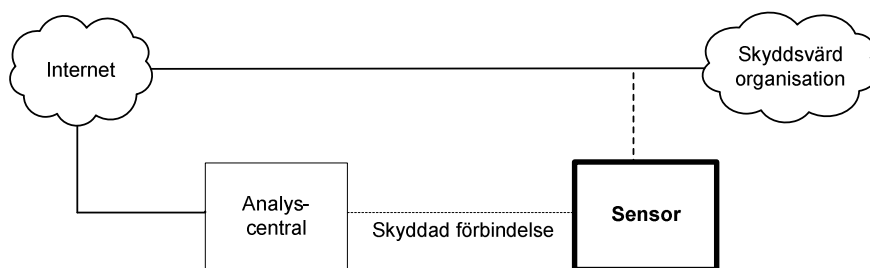 Internet
Skyddsvärd
organisation
Analys-
central
Skyddad förbindelse
Sensor